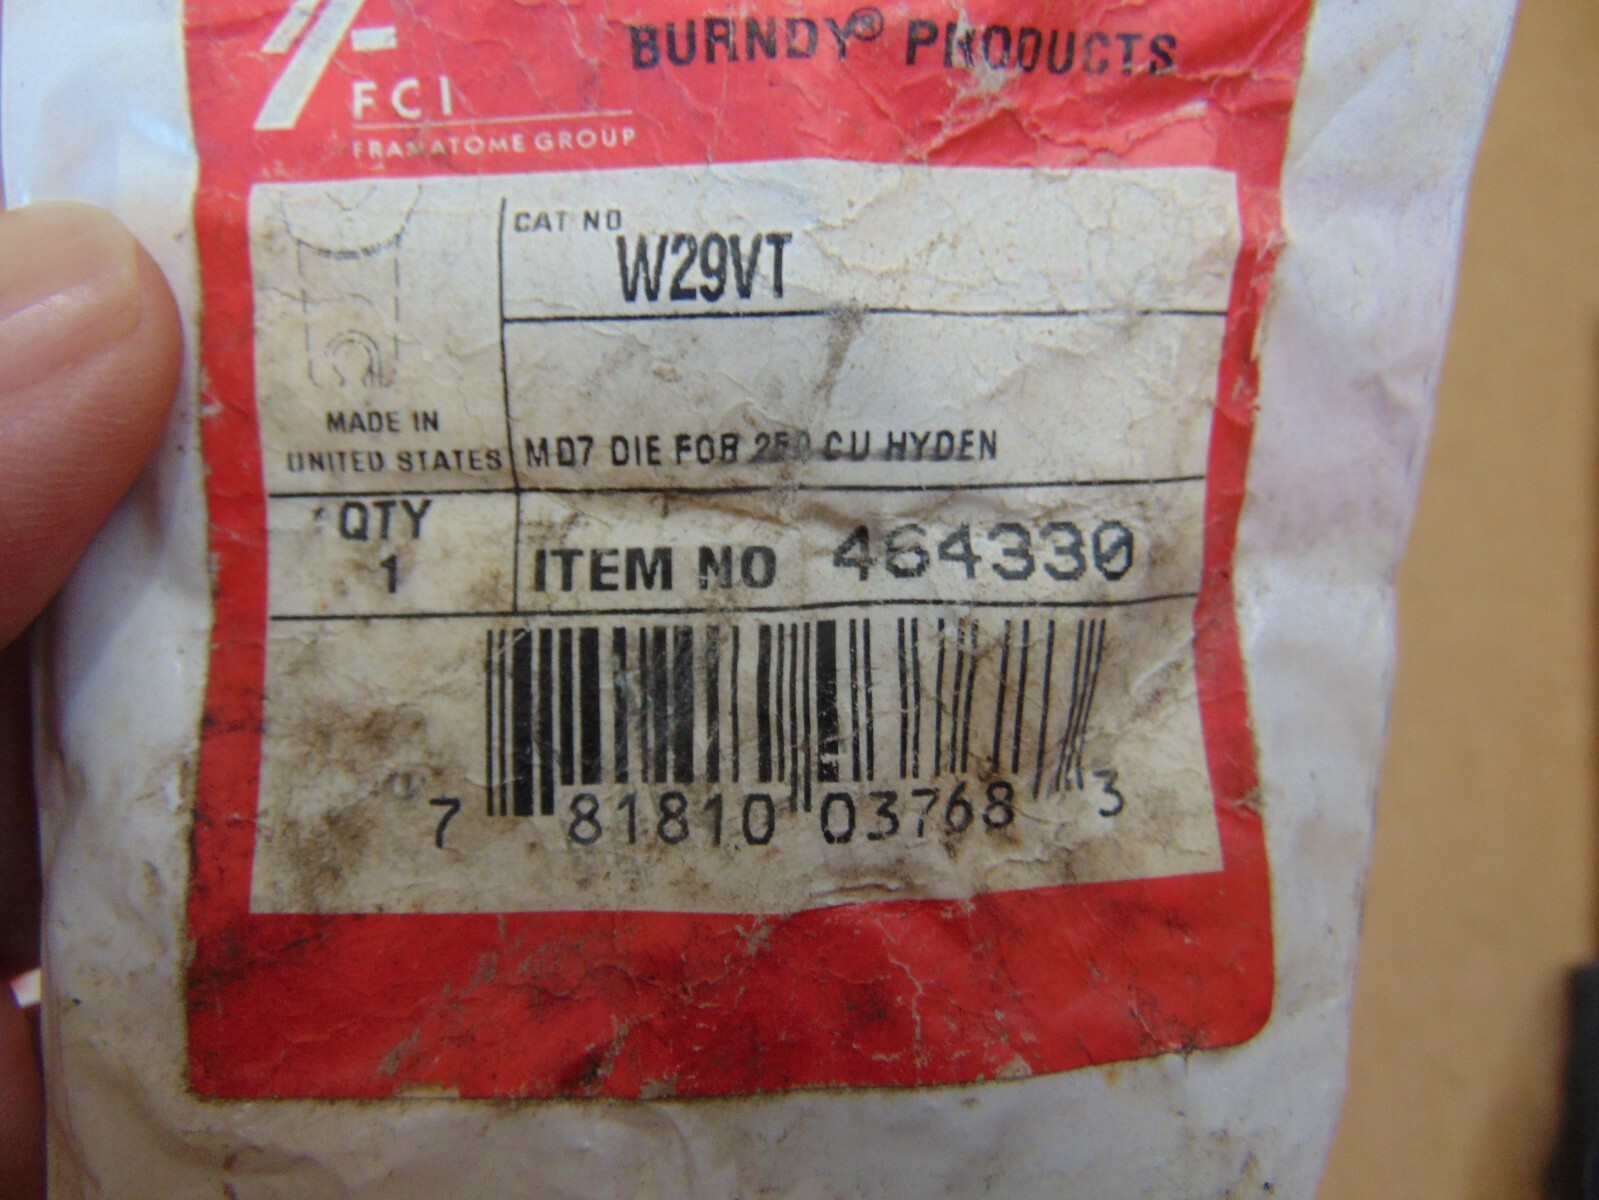 BURNDY® PRODUCTS
FCI
FRAMATOME GROUP
CAT NO
W29VT
MADE IN
UNITED STATES
MD7 DIE FOR 250 CU HYDEN
QTY
1
ITEM NO 464330
7 81810 03768 3